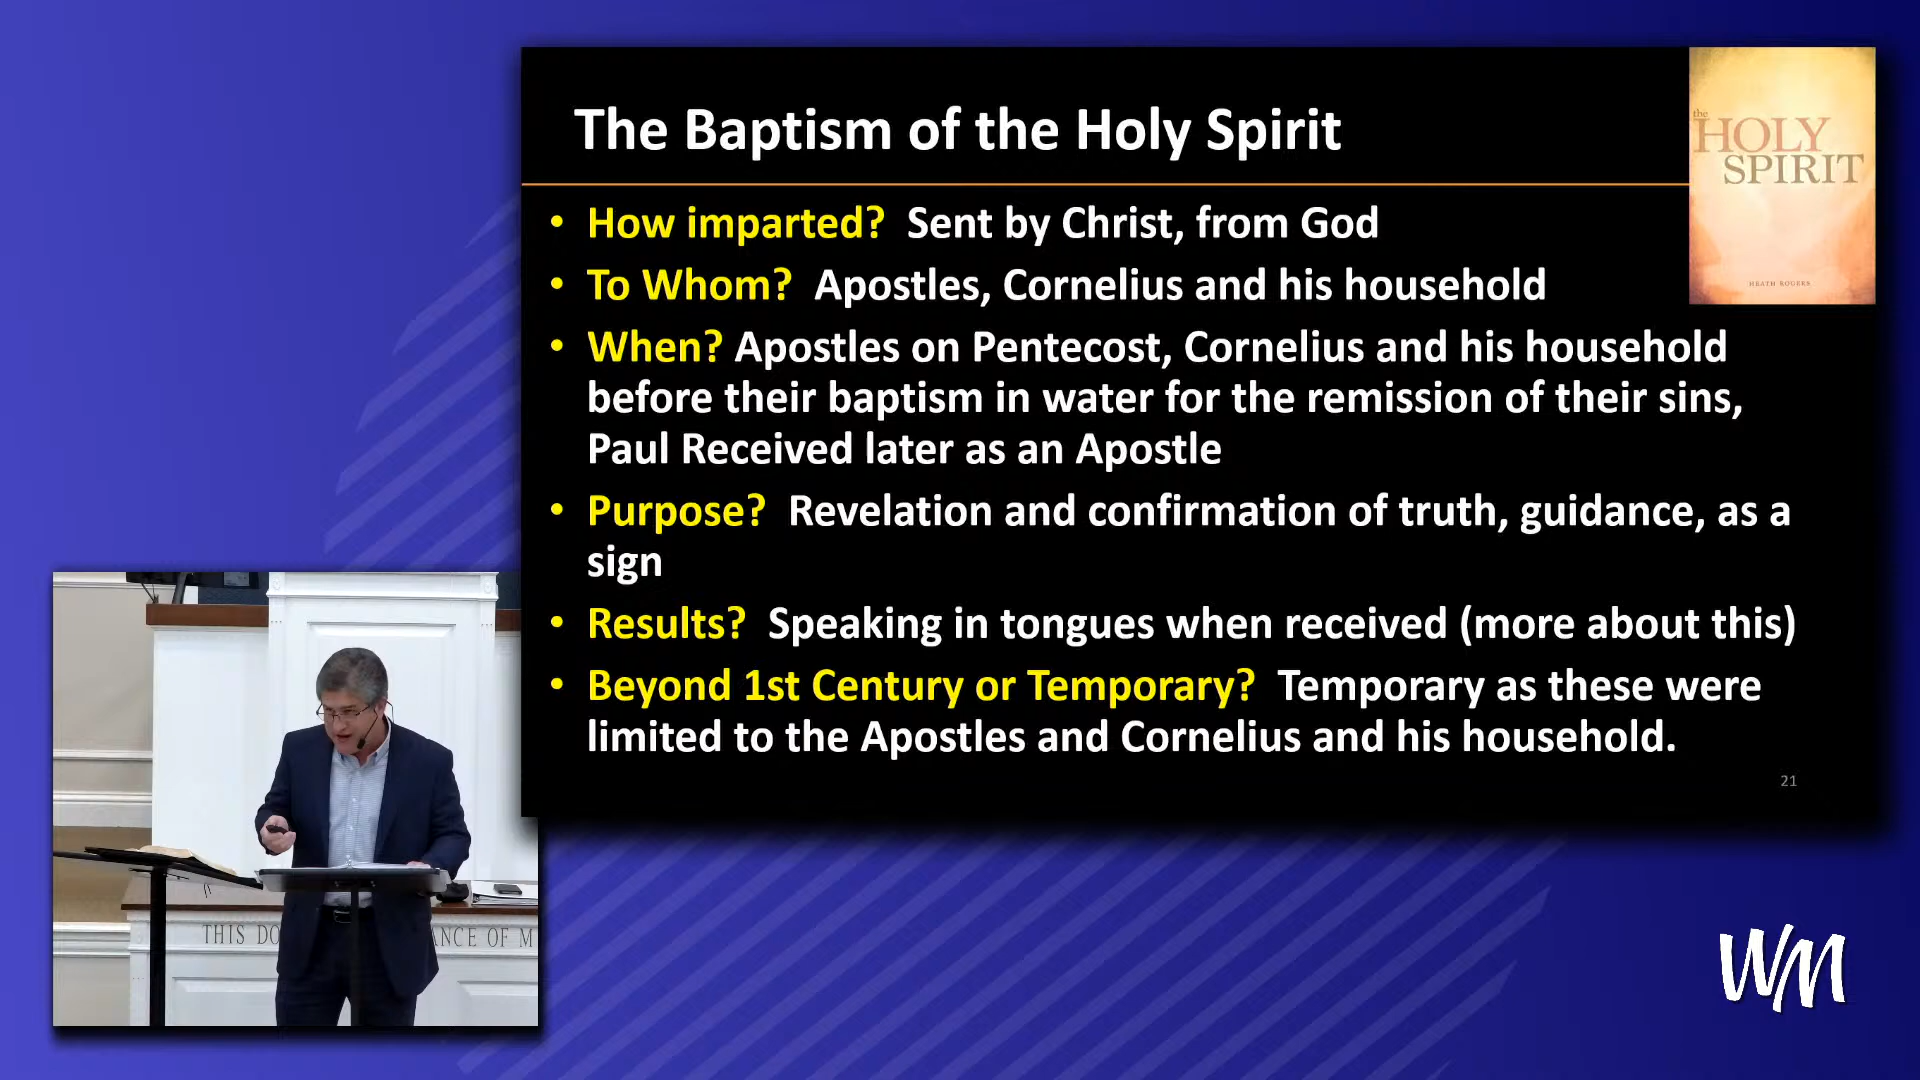 The Baptism of the Holy Spirit
the
HOLY
SPIRIT
HEATH ROGERS
• How imparted? Sent by Christ, from God
• To Whom? Apostles, Cornelius and his household
• When? Apostles on Pentecost, Cornelius and his household
before their baptism in water for the remission of their sins,
Paul Received later as an Apostle
• Purpose? Revelation and confirmation of truth, guidance, as a
sign
• Results? Speaking in tongues when received (more about this)
• Beyond 1st Century or Temporary? Temporary as these were
limited to the Apostles and Cornelius and his household.
21
THIS DO ANCE OF M
WM